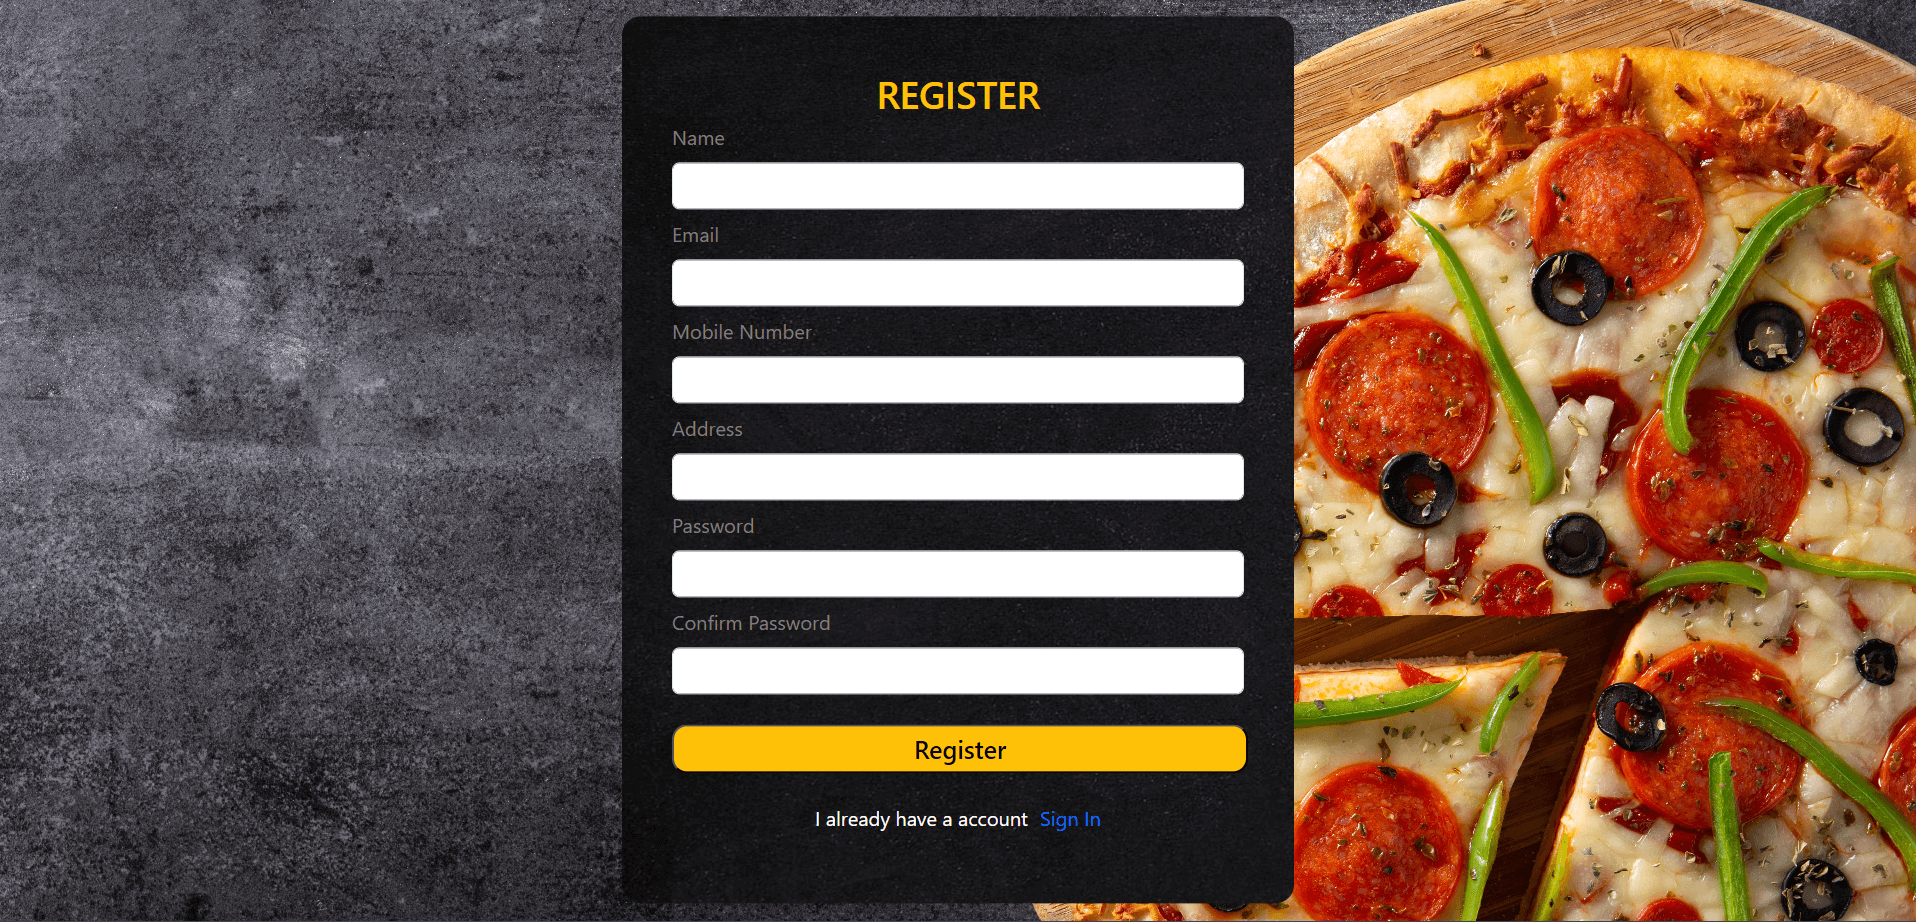 REGISTER
Name
Email
Mobile Number
Address
Password
Confirm Password
Register
I already have a account Sign In